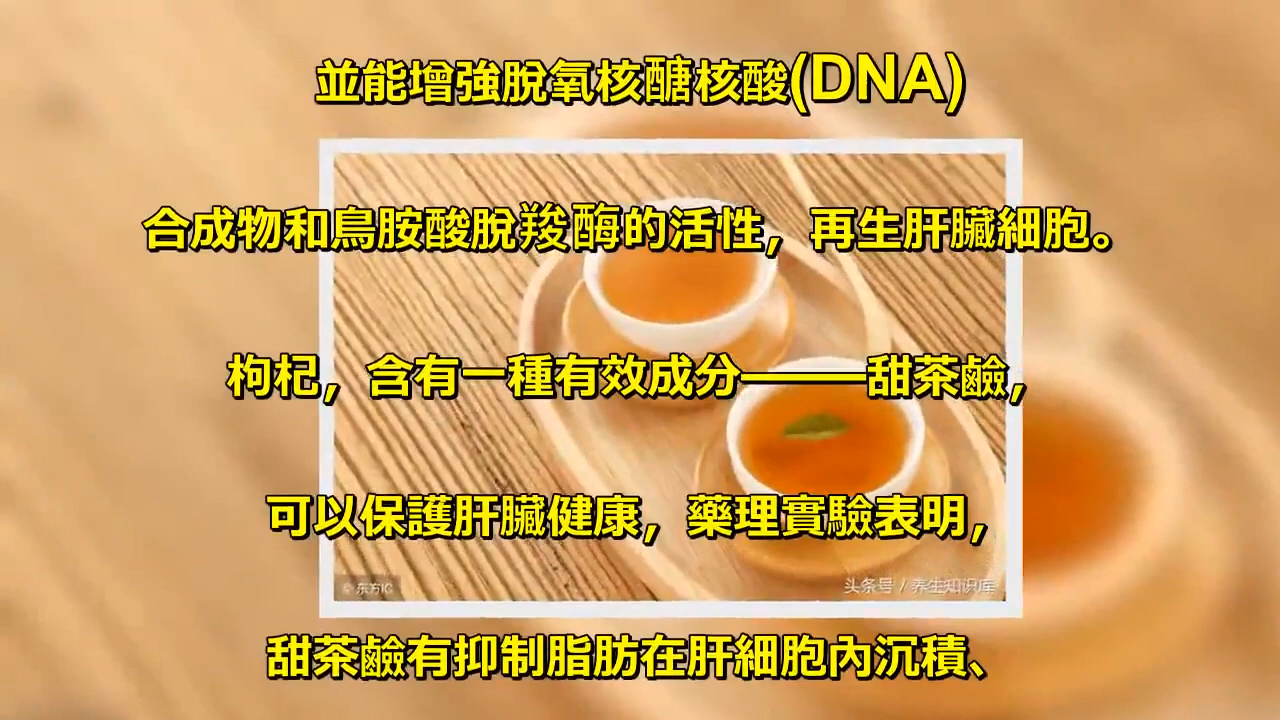 並能增強脫氧核醣核酸(DNA)
合成物和鳥胺酸脫羧酶的活性，再生肝臟細胞。
枸杞，含有一種有效成分———甜茶鹼，
可以保護肝臟健康，藥理實驗表明，
© 东方IC
头条号 / 养生知识库
甜茶鹼有抑制脂肪在肝細胞內沉積、